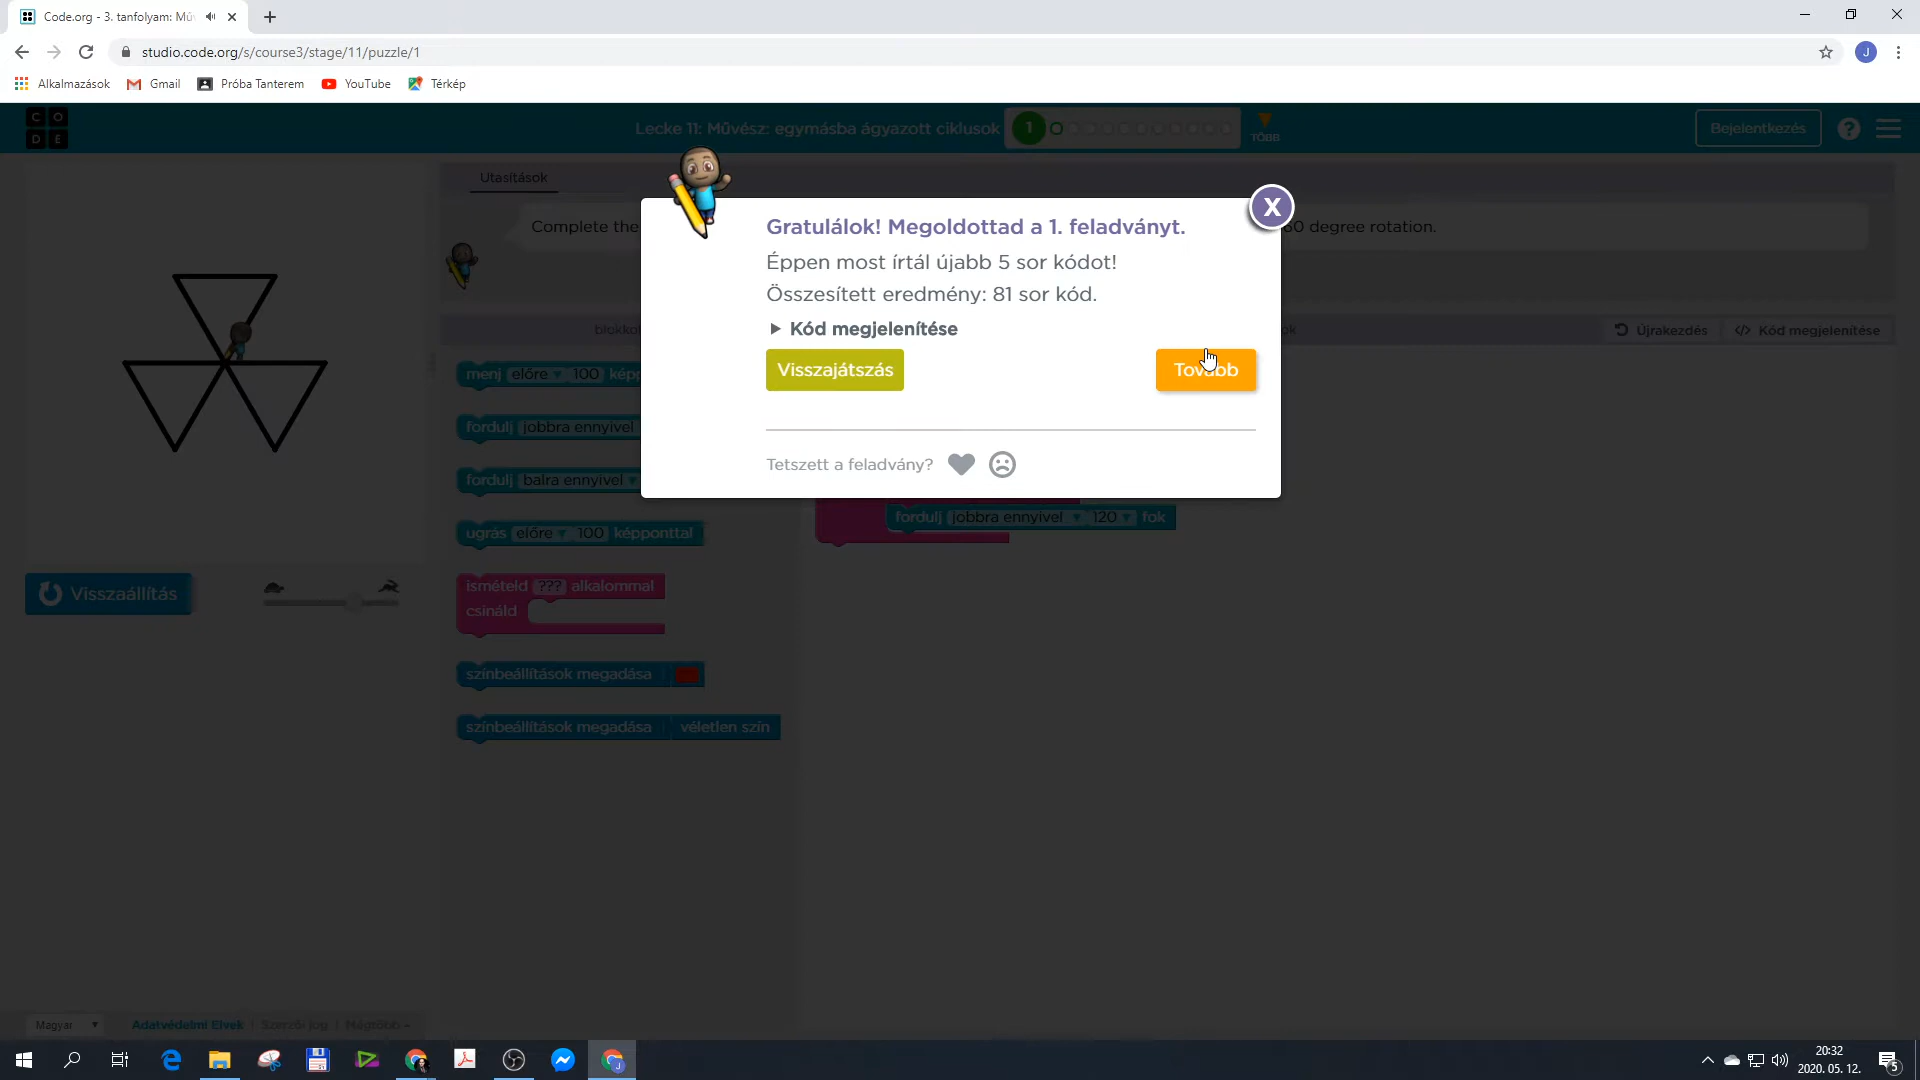 Code.org - 3. tanfolyam: Mű
studio.code.org/s/course3/stage/11/puzzle/1
J
Alkalmazások
Gmail
Próba Tanterem
YouTube
Térkép
C O
D E
Lecke 11: Művész: egymásba ágyazott ciklusok
1
TÖBB
Bejelentkezés
?
Utasítások
Complete the
60 degree rotation.
X
Gratulálok! Megoldottad a 1. feladványt.
Éppen most írtál újabb 5 sor kódot!
Összesített eredmény: 81 sor kód.
Kód megjelenítése
Visszajátszás
Tovább
Tetszett a feladvány?
Újrakezdés
</> Kód megjelenítése
menj előre 100
fordulj jobbra ennyivel
fordulj balra ennyivel
ugrás előre 100 képponttal
ismételd ??? alkalommal
csináld
színbeállítások megadása
színbeállítások megadása véletlen szín
fordulj jobbra ennyivel 120 fok
Visszaállítás
Magyar
Adatvédelmi Elvek | Szerzői jog | Mégtöbb
20:32
2020. 05. 12.
5